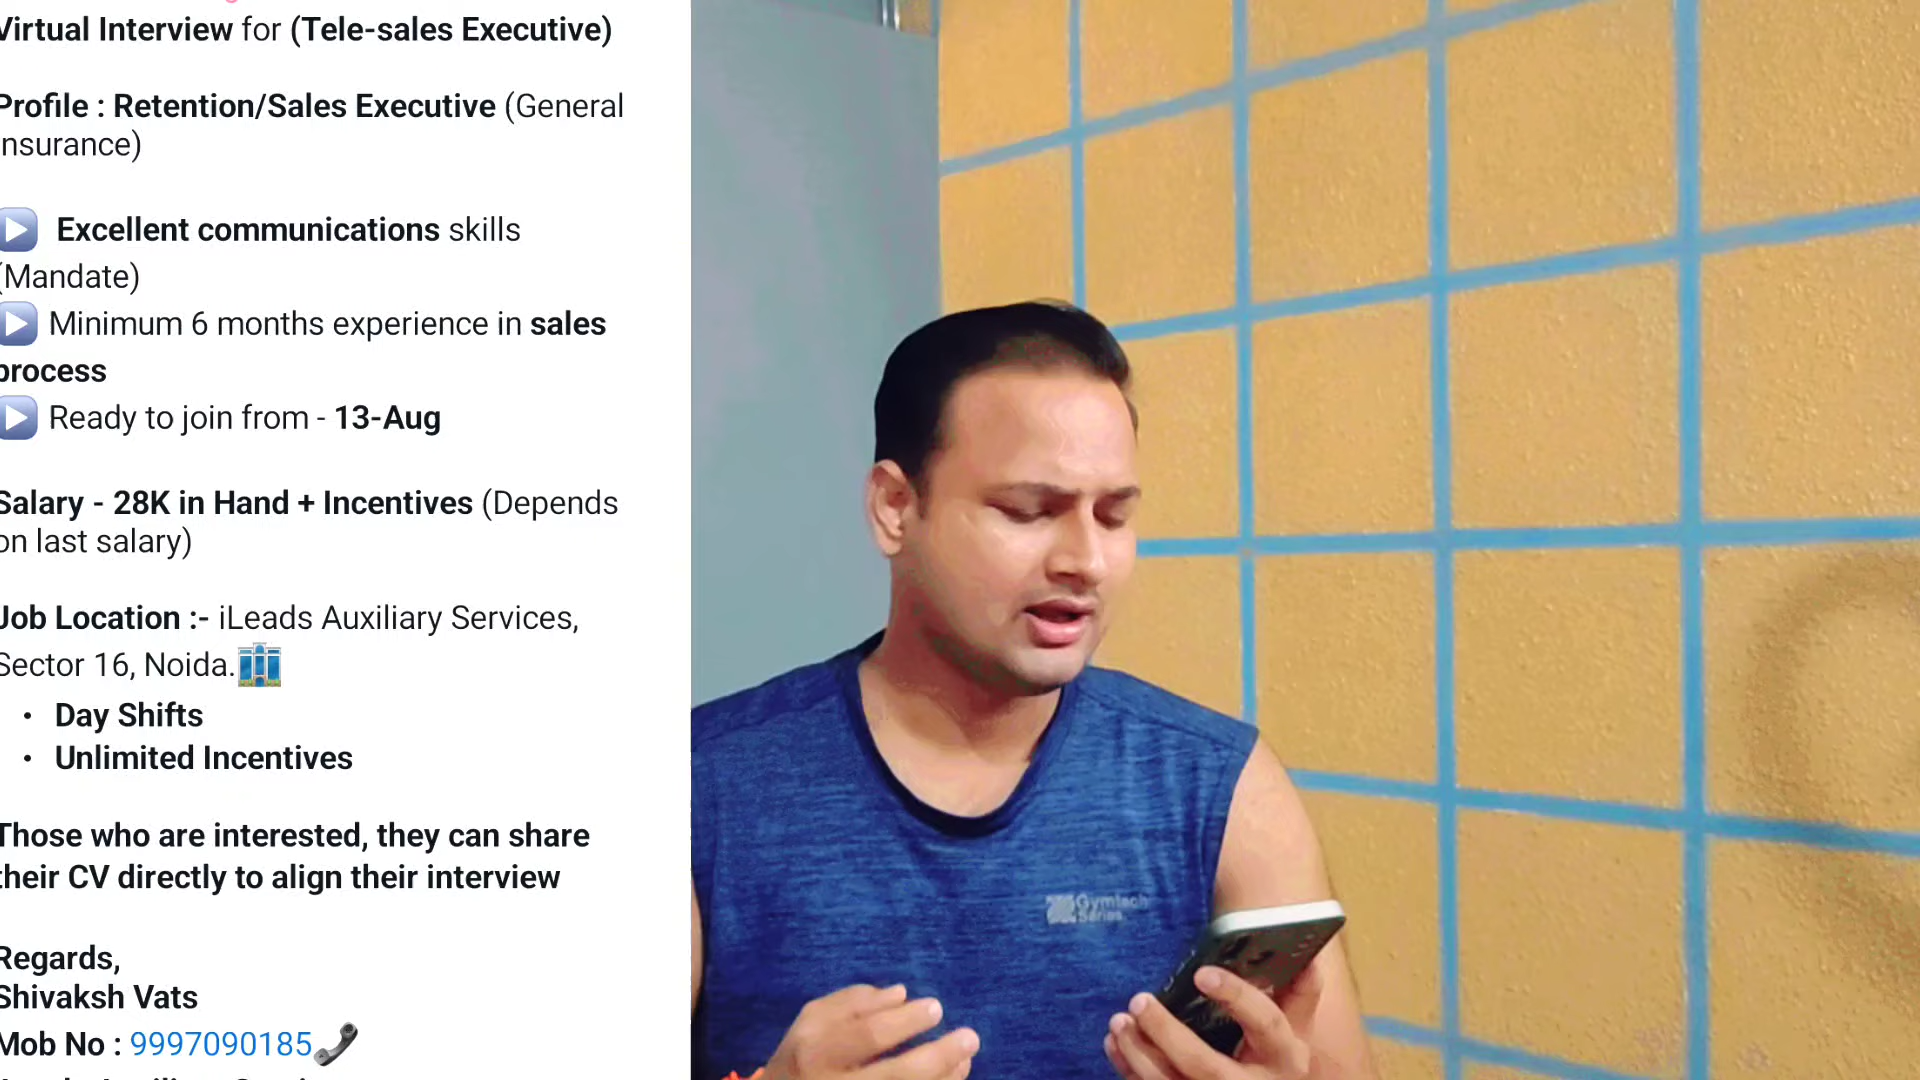 Virtual Interview for (Tele-sales Executive)
Profile : Retention/Sales Executive (General
Insurance)
Excellent communications skills
(Mandate)
Minimum 6 months experience in sales
process
Ready to join from - 13-Aug
Salary - 28K in Hand + Incentives (Depends
on last salary)
Job Location :- iLeads Auxiliary Services,
Sector 16, Noida.
• Day Shifts
• Unlimited Incentives
Those who are interested, they can share
their CV directly to align their interview
Regards,
Shivaksh Vats
Mob No : 9997090185
Gymtech
Series